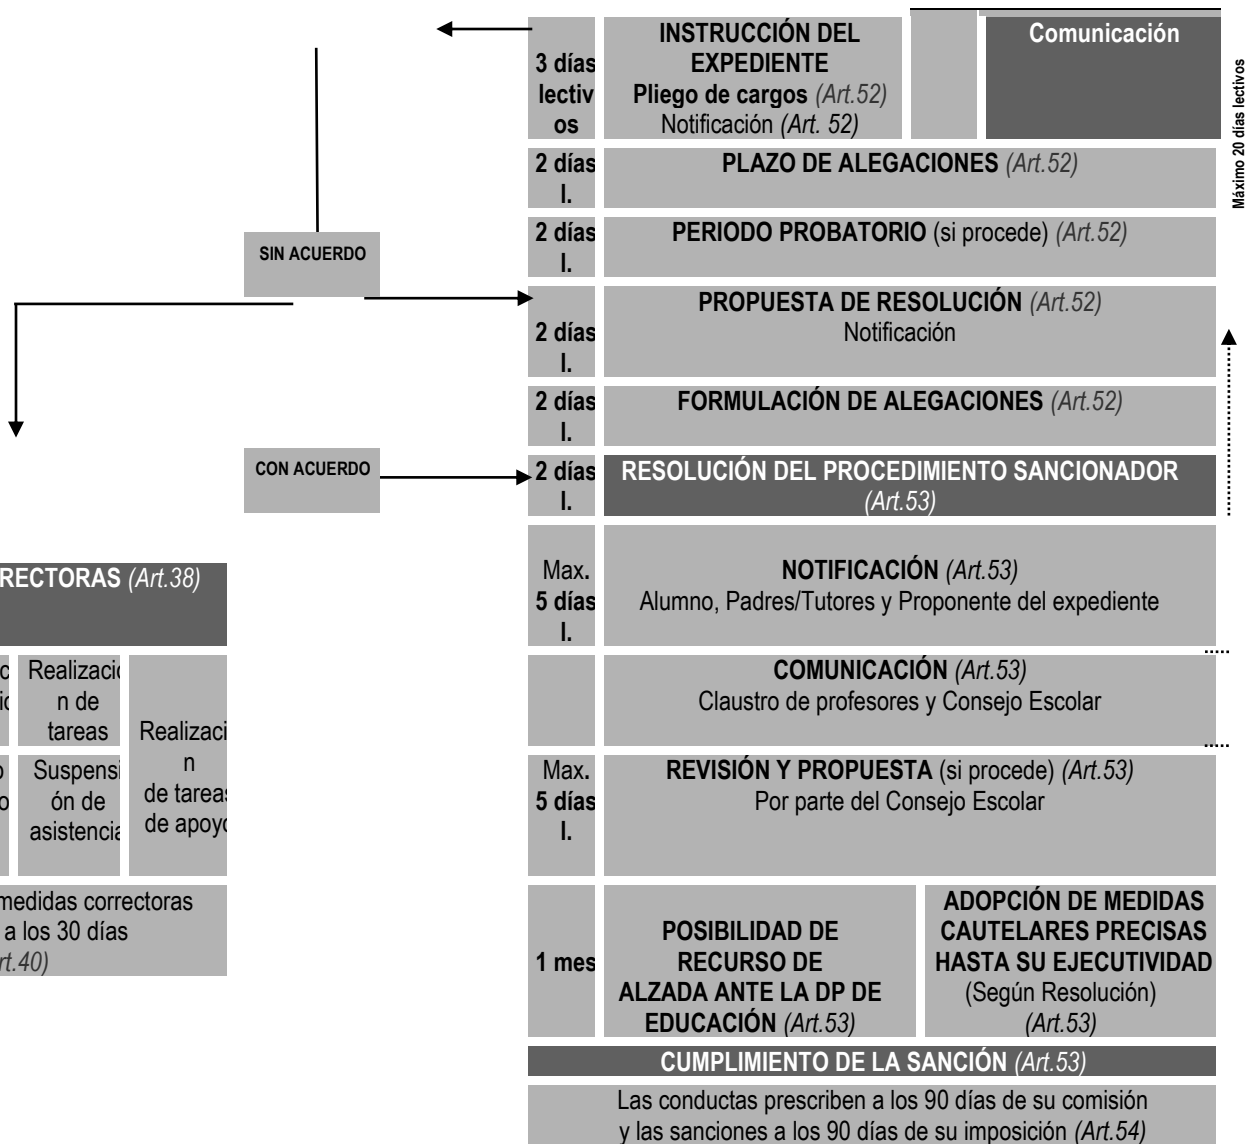 INSTRUCCIÓN DEL
EXPEDIENTE
Pliego de cargos (Art.52)
Notificación (Art. 52)
3 días
lectiv
os
Comunicación
Máximo 20 días lectivos
2 días
l.
PLAZO DE ALEGACIONES (Art.52)
2 días
l.
PERIODO PROBATORIO (si procede) (Art.52)
SIN ACUERDO
2 días
l.
PROPUESTA DE RESOLUCIÓN (Art.52)
Notificación
2 días
l.
FORMULACIÓN DE ALEGACIONES (Art.52)
CON ACUERDO
2 días
l.
RESOLUCIÓN DEL PROCEDIMIENTO SANCIONADOR
(Art.53)
Max.
5 días
l.
NOTIFICACIÓN (Art.53)
Alumno, Padres/Tutores y Proponente del expediente
COMUNICACIÓN (Art.53)
Claustro de profesores y Consejo Escolar
Max.
5 días
l.
REVISIÓN Y PROPUESTA (si procede) (Art.53)
Por parte del Consejo Escolar
1 mes
POSIBILIDAD DE
RECURSO DE
ALZADA ANTE LA DP DE
EDUCACIÓN (Art.53)
ADOPCIÓN DE MEDIDAS
CAUTELARES PRECISAS
HASTA SU EJECUTIVIDAD
(Según Resolución)
(Art.53)
CUMPLIMIENTO DE LA SANCIÓN (Art.53)
Las conductas prescriben a los 90 días de su comisión
y las sanciones a los 90 días de su imposición (Art.54)
RECTORAS (Art.38)
Realizació
n de
tareas
Realizaci
n
de tareas
de apoyo
Suspensi
ón de
asistencia
medidas correctoras
a los 30 días
rt.40)